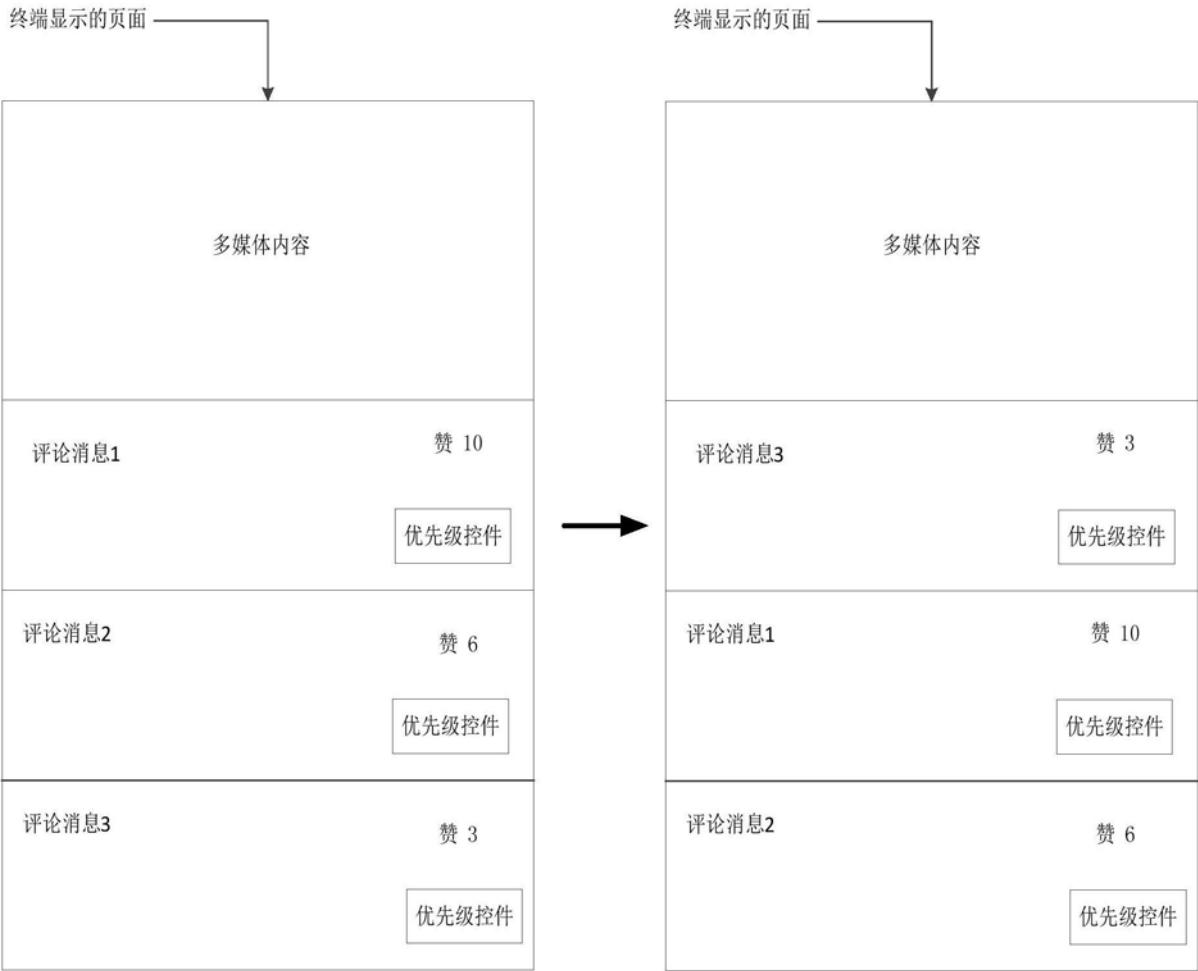 终端显示的页面
多媒体内容
评论消息1
赞 10
优先级控件
评论消息2
赞 6
优先级控件
评论消息3
赞 3
优先级控件
终端显示的页面
多媒体内容
评论消息3
赞 3
优先级控件
评论消息1
赞 10
优先级控件
评论消息2
赞 6
优先级控件